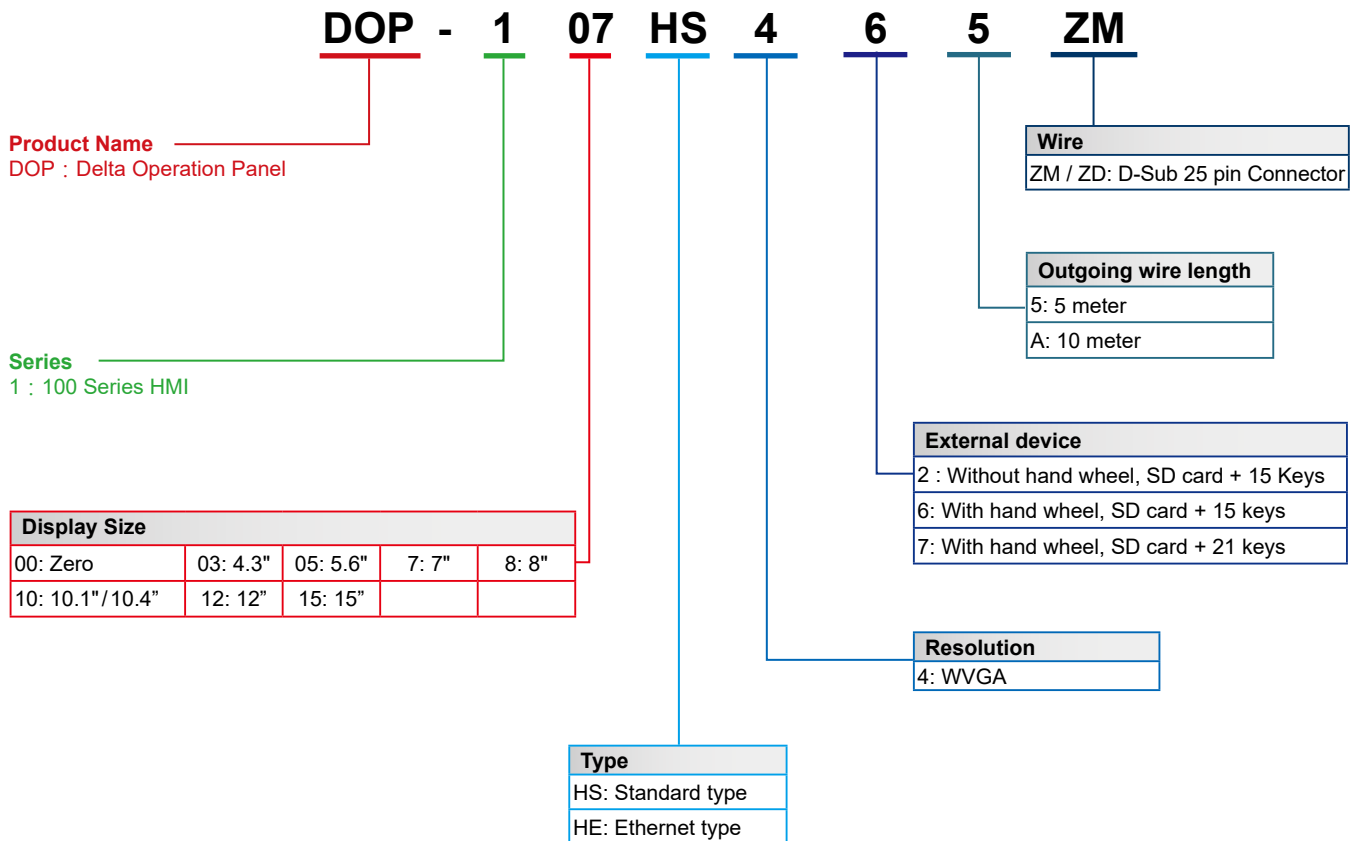 DOP - 1 07 HS 4 6 5 ZM
Product Name
DOP : Delta Operation Panel
Wire
ZM / ZD: D-Sub 25 pin Connector
Outgoing wire length
5: 5 meter
A: 10 meter
Series
1 : 100 Series HMI
External device
2 : Without hand wheel, SD card + 15 Keys
6: With hand wheel, SD card + 15 keys
7: With hand wheel, SD card + 21 keys
Display Size
00: Zero 03: 4.3" 05: 5.6" 7: 7" 8: 8"
10: 10.1"/10.4” 12: 12” 15: 15”
Resolution
4: WVGA
Type
HS: Standard type
HE: Ethernet type